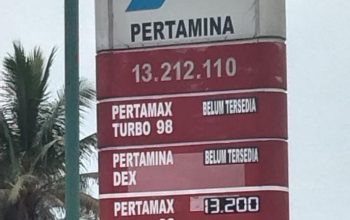 PERTAMINA
13.212.110
PERTAMAX BELUM TERSEDIA
TURBO 98
PERTAMINA BELUM TERSEDIA
DEX
PERTAMAX 13.200